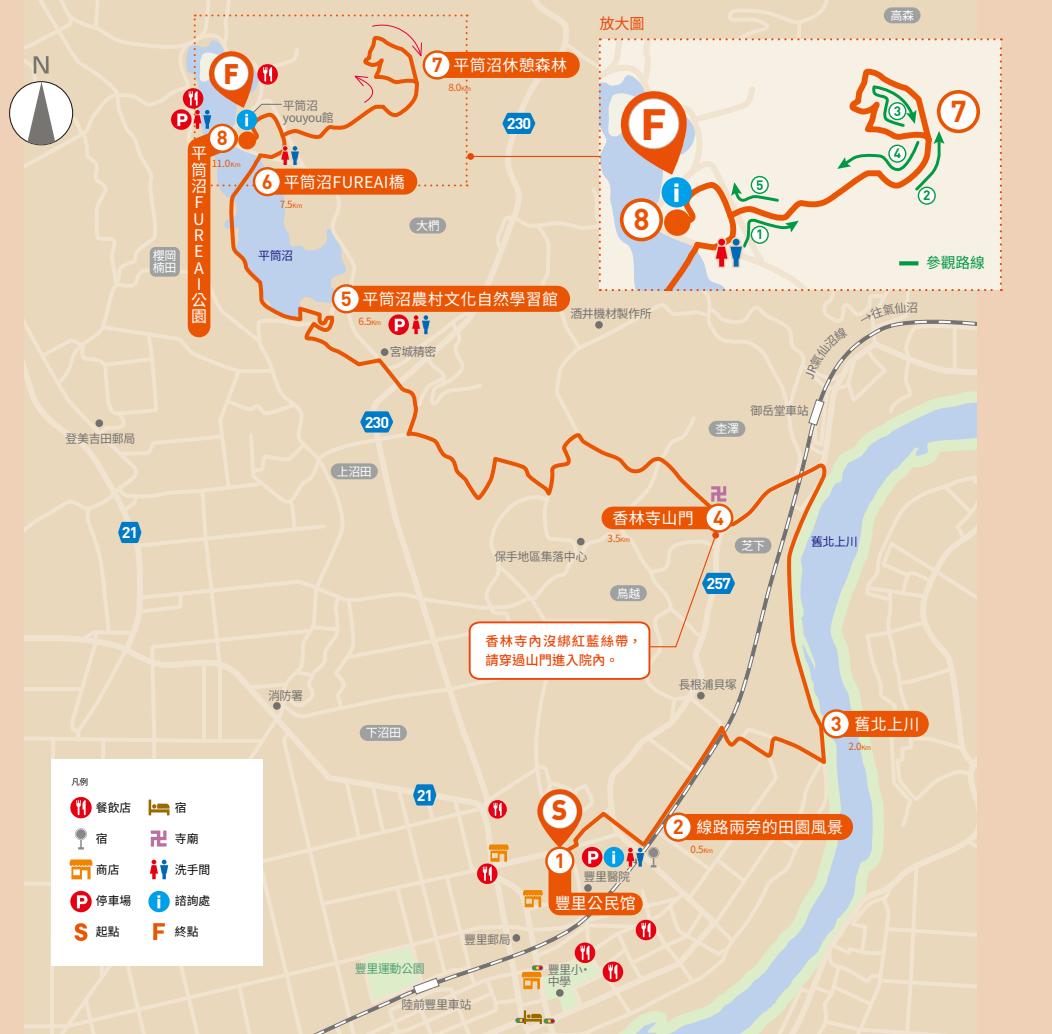 放大圖
高森
N
F
7 平筒沼休憩森林
8.0Km
平筒沼
youyou館
P
i
8
11.0Km
平筒沼FUREAI公園
230
6 平筒沼FUREAI橋
7.5Km
大椚
櫻岡
楠田
平筒沼
5 平筒沼農村文化自然學習館
6.5Km
P
F
i
8
7
3
4
2
5
1
參觀路線
酒井機材製作所
→往氣仙沼
JR氣仙沼線
宮城精密
御岳堂車站
230
杢澤
登美吉田郵局
上沼田
21
香林寺山門 4
3.5Km
芝下
舊北上川
保手地區集落中心
257
鳥越
香林寺內沒綁紅藍絲帶，
請穿過山門進入院內。
長根浦貝塚
消防署
3 舊北上川
2.0Km
下沼田
凡例
餐飲店
宿
宿
寺廟
商店
洗手間
P 停車場
i 諮詢處
S 起點
F 終點
21
S
1
2 線路兩旁的田園風景
0.5Km
P
i
豐里醫院
豐里公民馆
豐里郵局
豐里運動公園
豐里小・
中學
陸前豐里車站